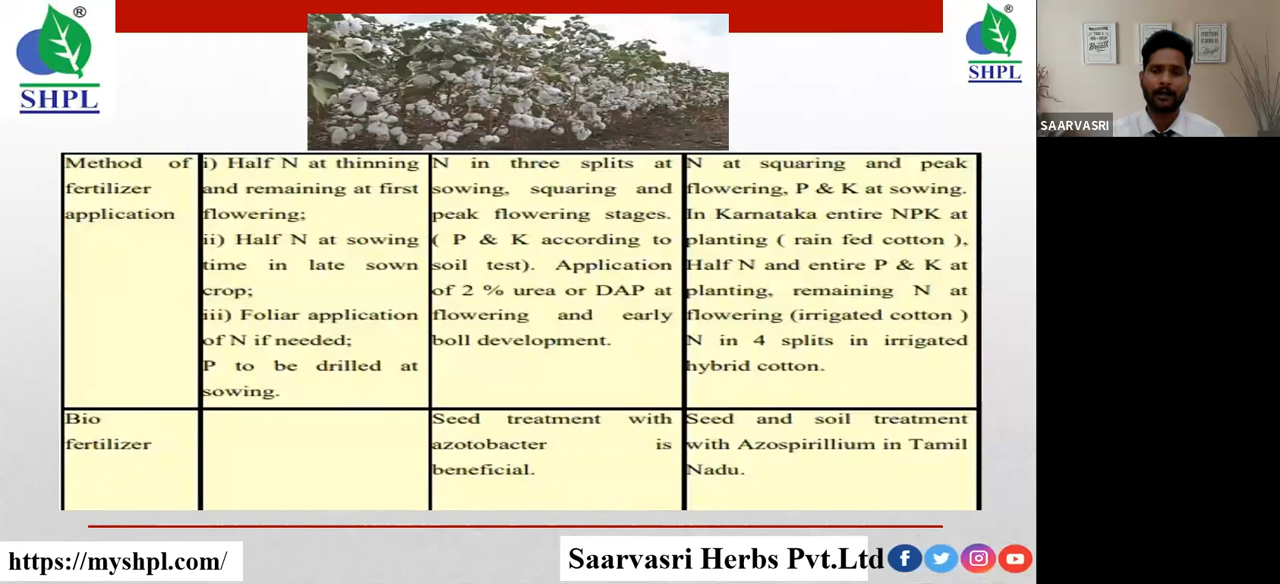 ®
SHPL
®
SHPL
SAARVASRI
Method of
fertilizer
application
i) Half N at thinning
and remaining at first
flowering;
ii) Half N at sowing
time in late sown
crop;
iii) Foliar application
of N if needed;
P to be drilled at
sowing.
N in three splits at
sowing, squaring and
peak flowering stages.
( P & K according to
soil test). Application
of 2 % urea or DAP at
flowering and early
boll development.
N at squaring and peak
flowering, P & K at sowing.
In Karnataka entire NPK at
planting ( rain fed cotton ),
Half N and entire P & K at
planting, remaining N at
flowering (irrigated cotton )
N in 4 splits in irrigated
hybrid cotton.
Bio
fertilizer
Seed treatment with
azotobacter is
beneficial.
Seed and soil treatment
with Azospirillium in Tamil
Nadu.
https://myshpl.com/
Saarvasri Herbs Pvt.Ltd